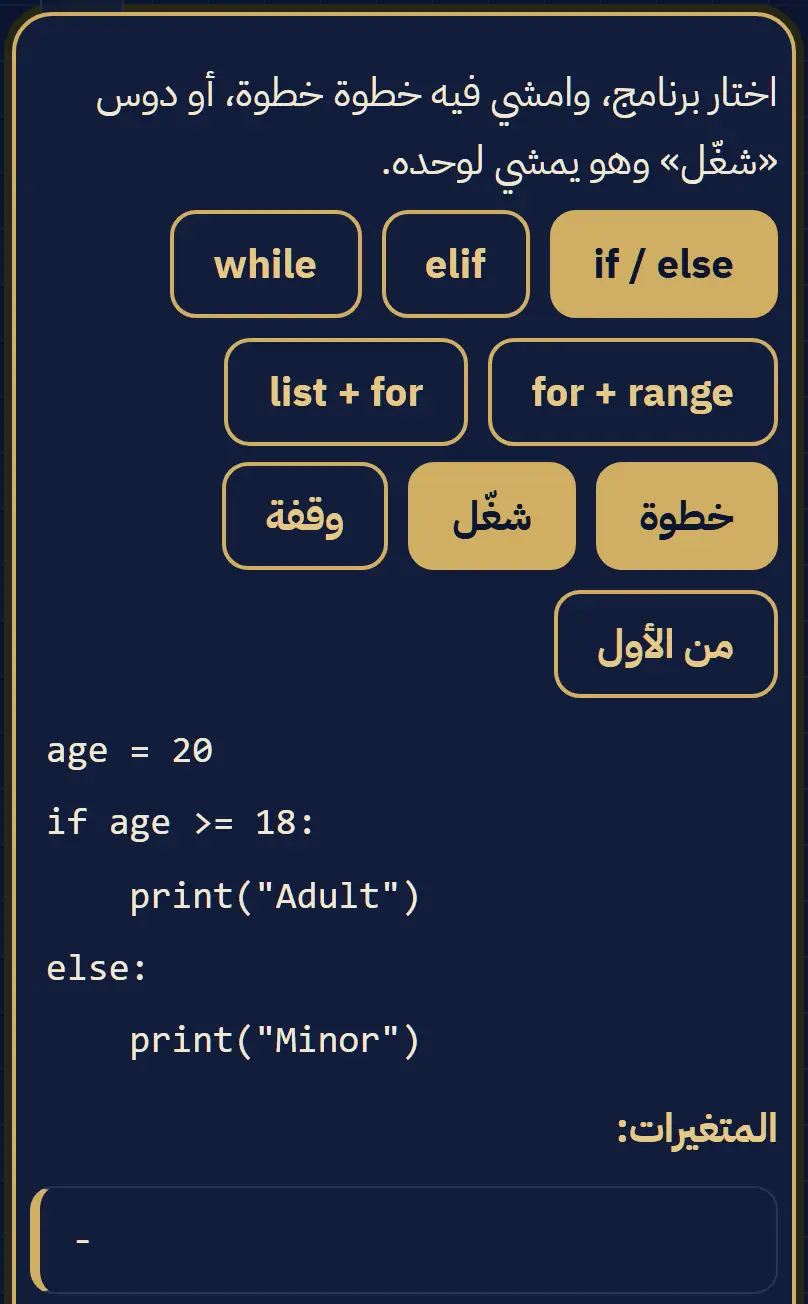 اختار برنامج، وامشي فيه خطوة خطوة، أو دوس
«شغّل» وهو يمشي لوحده.
if / else
elif
while
for + range
list + for
خطوة
شغّل
وقفة
من الأول
age = 20
if age >= 18:
    print("Adult")
else:
    print("Minor")
المتغيرات:
-